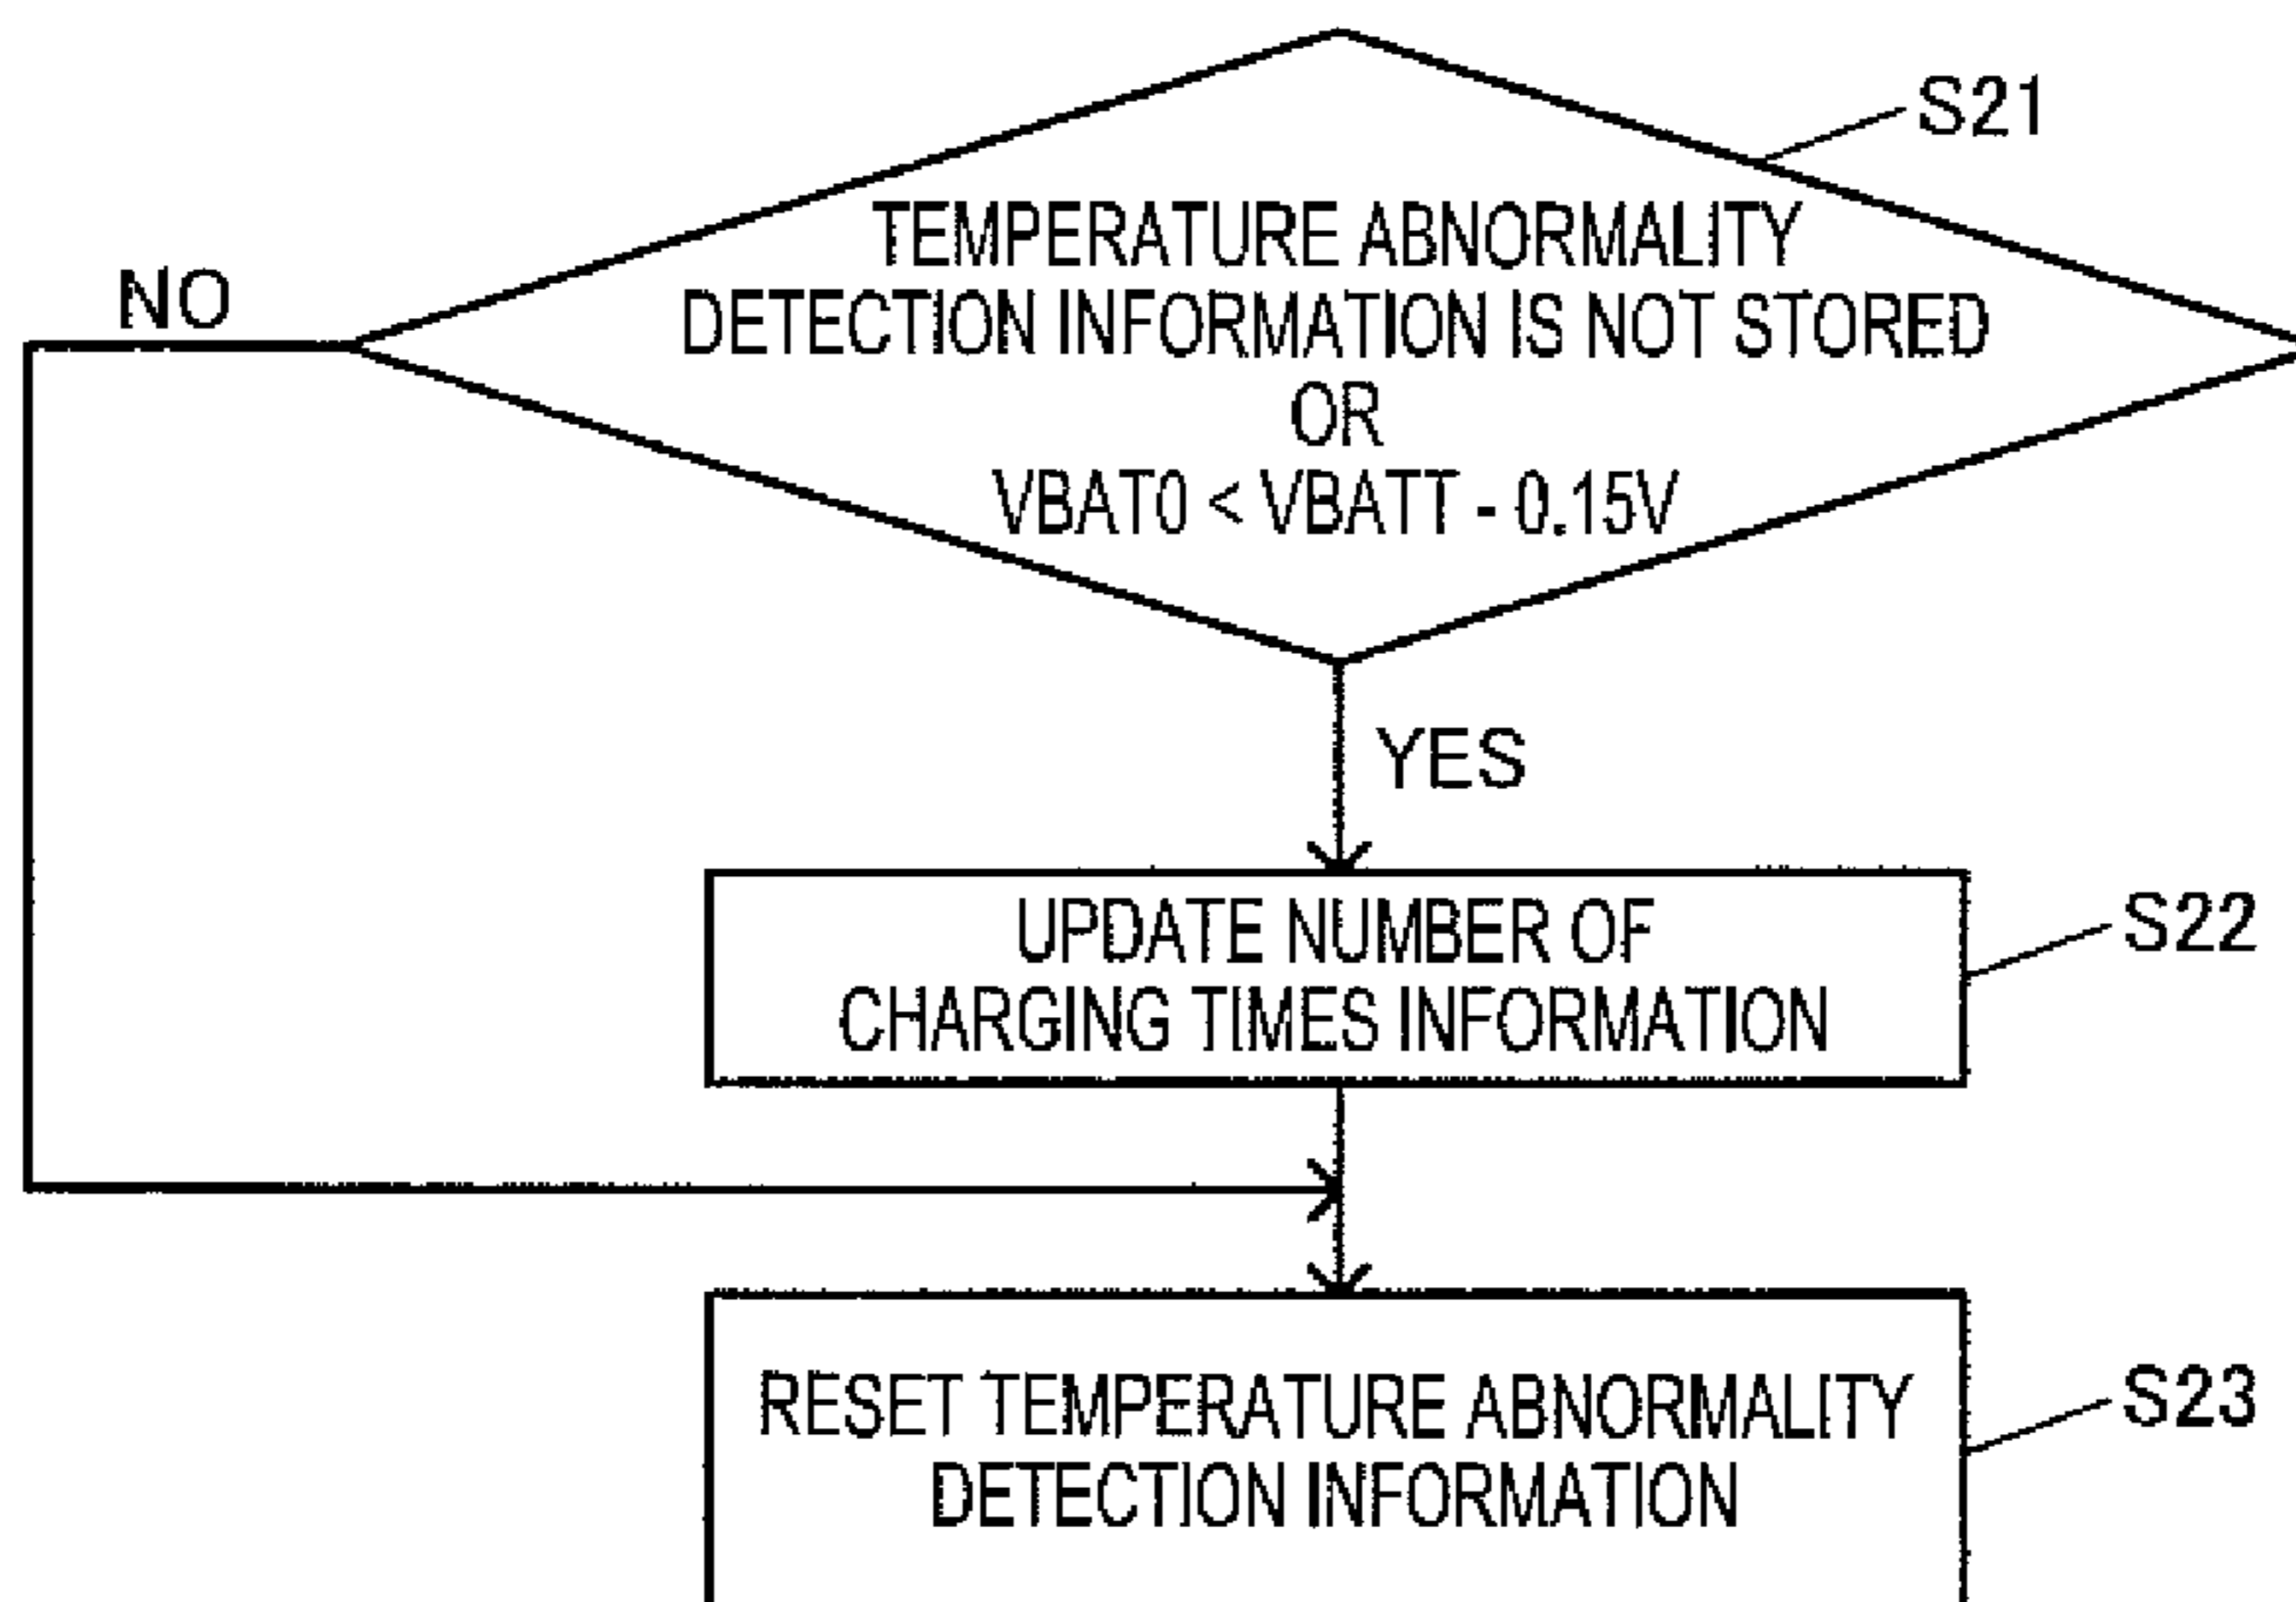 S21
TEMPERATURE ABNORMALITY
DETECTION INFORMATION IS NOT STORED
OR
VBAT0 < VBATT - 0.15V
NO
YES
UPDATE NUMBER OF
CHARGING TIMES INFORMATION
S22
RESET TEMPERATURE ABNORMALITY
DETECTION INFORMATION
S23